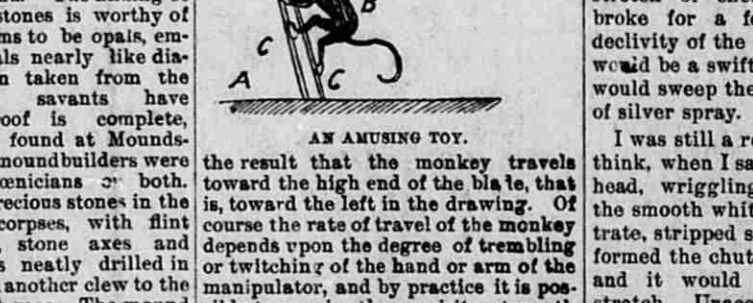 stones is worthy of
ms to be opals, em-
als nearly like dia-
n taken from the
savants have
roof is complete,
found at Mounds-
moundbuilders were
œnicians or both.
recious stones in the
corpses, with flint
, stone axes and
s neatly drilled in
another clew to the
B
C
A
C
AN AMUSING TOY.
the result that the monkey travels
toward the high end of the blade, that
is, toward the left in the drawing. Of
course the rate of travel of the monkey
depends upon the degree of trembling
or twitching of the hand or arm of the
manipulator, and by practice it is pos-
broke for a
declivity of the
would be a swift
would sweep the
of silver spray.
I was still a
think, when I sa
head, wriggling
the smooth whit
trate, stripped s
formed the chut
and it would